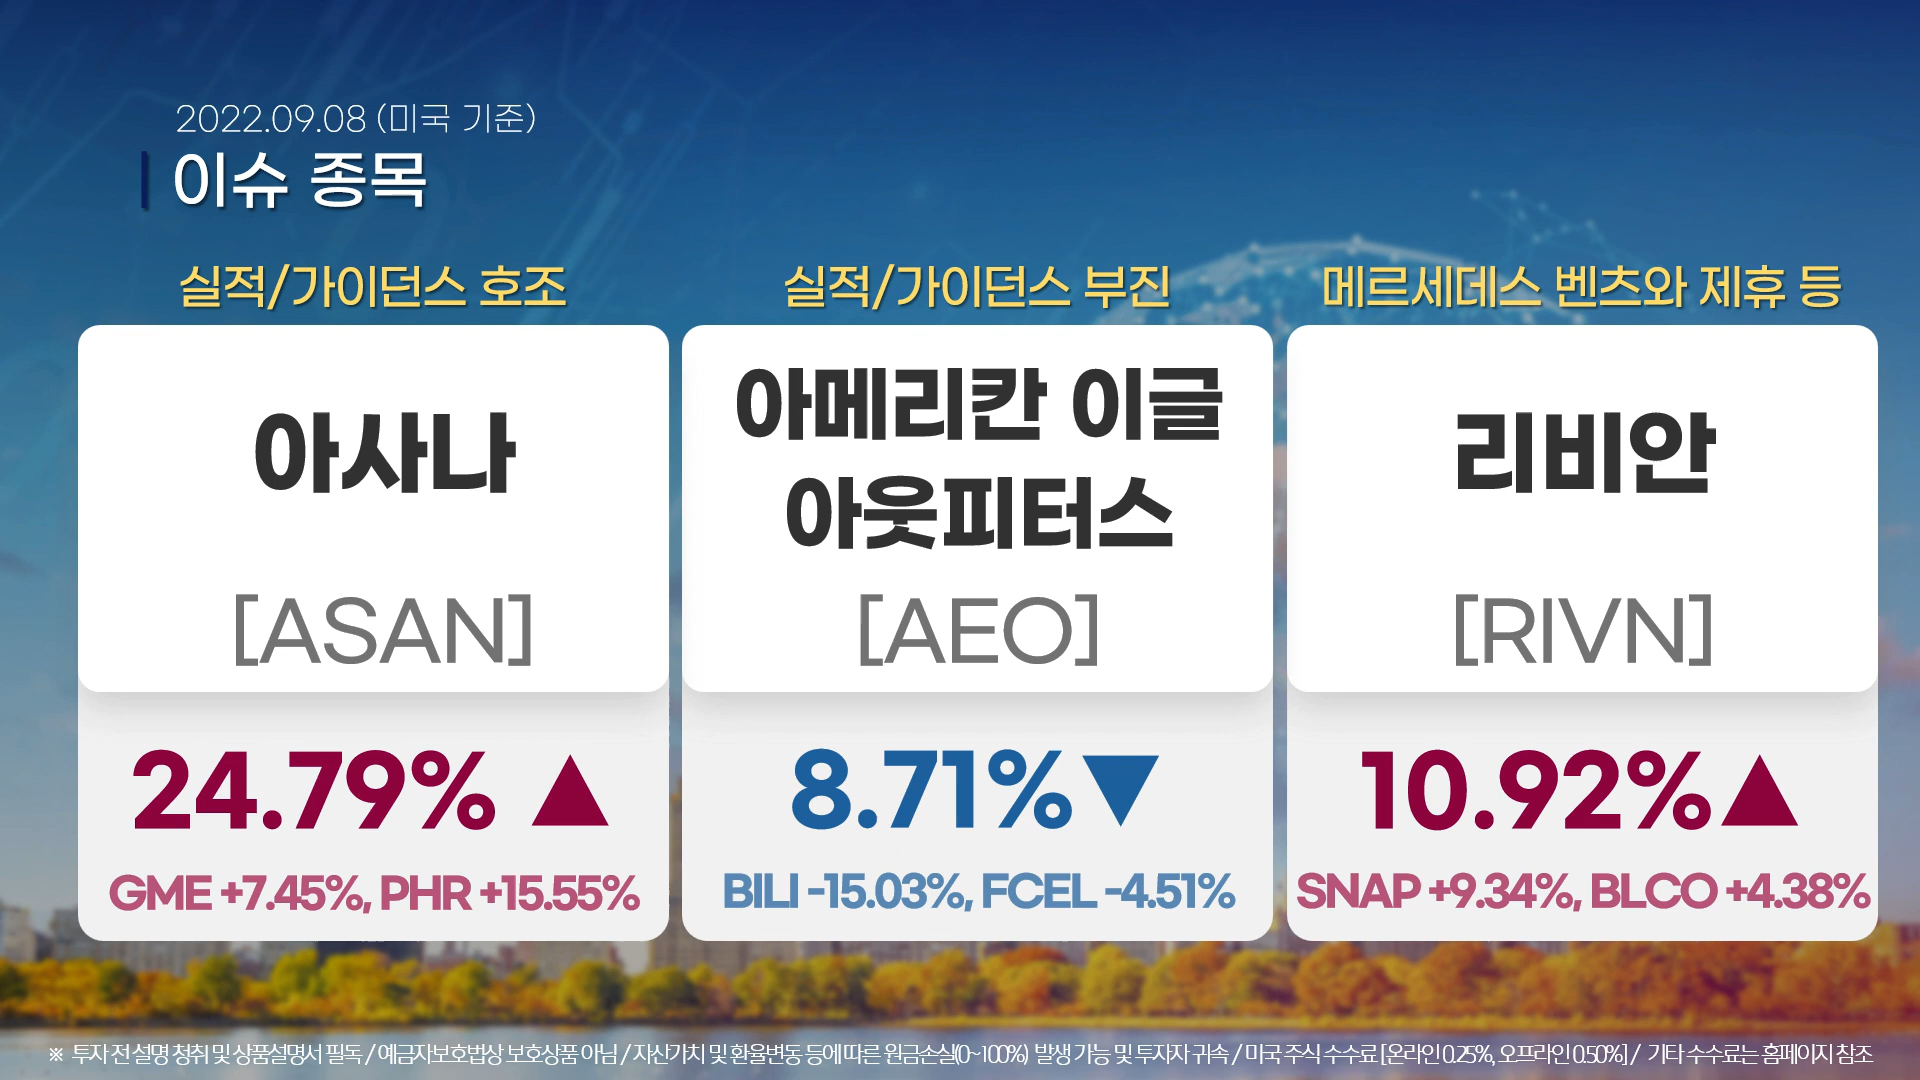 2022.09.08 (미국 기준)
이슈 종목
실적/가이던스 호조
아사나
[ASAN]
24.79% ▲
GME +7.45%, PHR +15.55%
실적/가이던스 부진
아메리칸 이글
아웃피터스
[AEO]
8.71%▼
BILI -15.03%, FCEL -4.51%
메르세데스 벤츠와 제휴 등
리비안
[RIVN]
10.92%▲
SNAP +9.34%, BLCO +4.38%
※ 투자 전 설명 청취 및 상품설명서 필독 / 예금자보호법상 보호상품 아님 / 자산가치 및 환율변동 등에 따른 원금손실(0~100%) 발생 가능 및 투자자 귀속 / 미국 주식 수수료 [온라인 0.25%, 오프라인 0.50%] / 기타 수수료는 홈페이지 참조